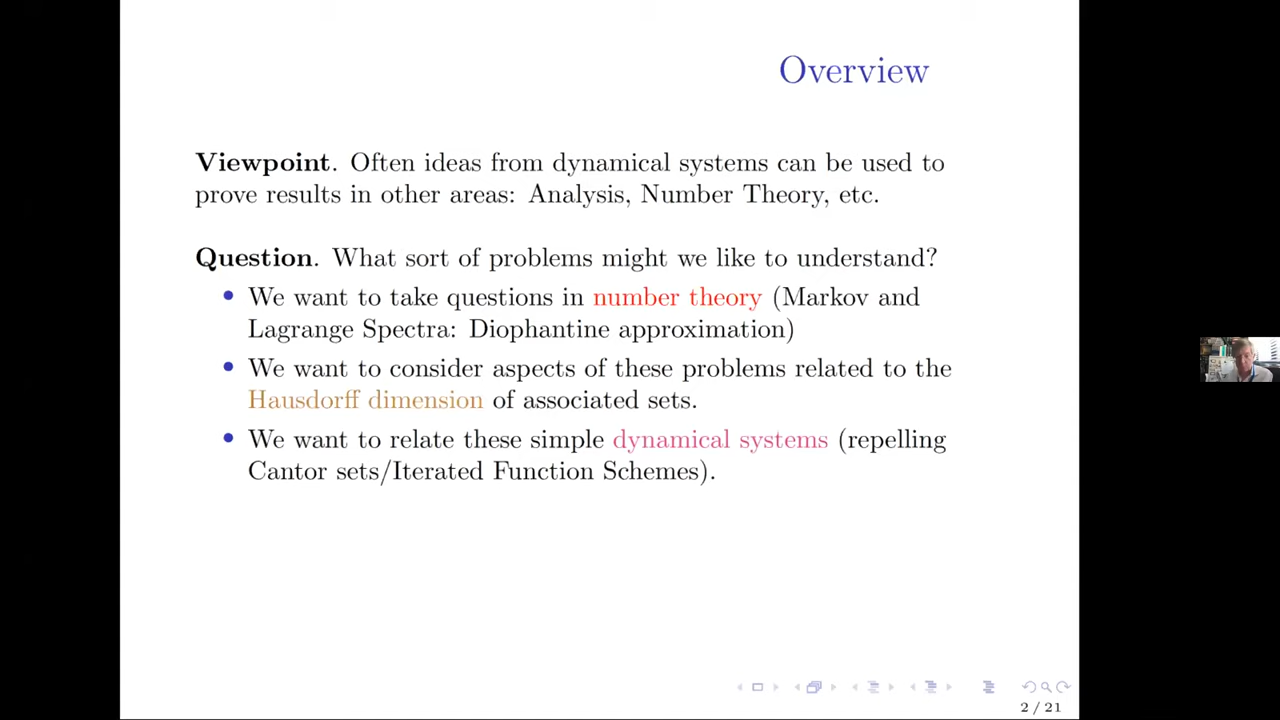 Overview
Viewpoint. Often ideas from dynamical systems can be used to
prove results in other areas: Analysis, Number Theory, etc.
Question. What sort of problems might we like to understand?
• We want to take questions in number theory (Markov and
Lagrange Spectra: Diophantine approximation)
• We want to consider aspects of these problems related to the
Hausdorff dimension of associated sets.
• We want to relate these simple dynamical systems (repelling
Cantor sets/Iterated Function Schemes).
2 / 21